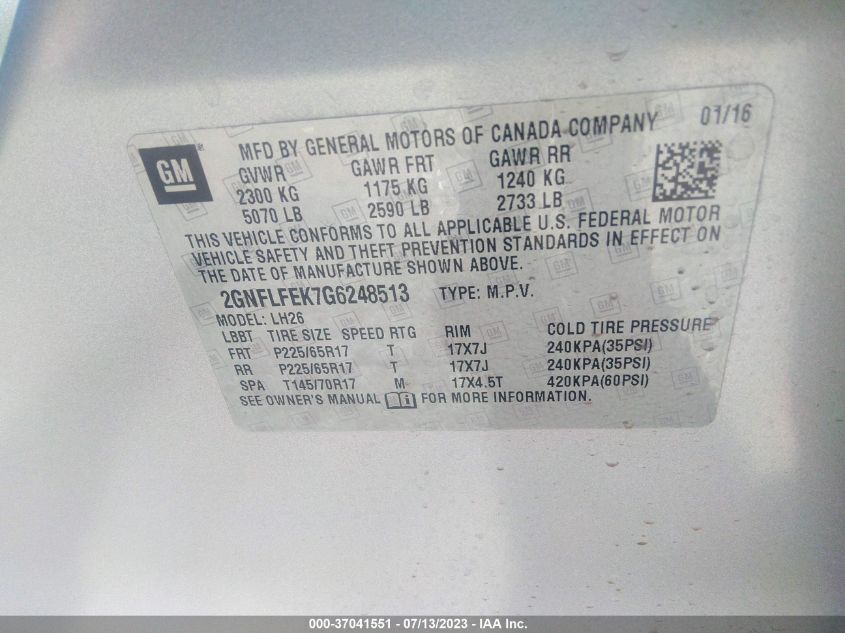 MFD BY GENERAL MOTORS OF CANADA COMPANY 01/16
GM
GVWR GAWR FRT GAWR RR
2300 KG 1175 KG 1240 KG
5070 LB 2590 LB 2733 LB
THIS VEHICLE CONFORMS TO ALL APPLICABLE U.S. FEDERAL MOTOR
VEHICLE SAFETY AND THEFT PREVENTION STANDARDS IN EFFECT ON
THE DATE OF MANUFACTURE SHOWN ABOVE.
2GNFLFEK7G6248513 TYPE: M.P.V.
MODEL: LH26
LBBT TIRE SIZE SPEED RTG RIM COLD TIRE PRESSURE
FRT P225/65R17 T 17X7J 240KPA(35PSI)
RR P225/65R17 T 17X7J 240KPA(35PSI)
SPA T145/70R17 M 17X4.5T 420KPA(60PSI)
SEE OWNER'S MANUAL FOR MORE INFORMATION.
000-37041551 - 07/13/2023 - IAA Inc.